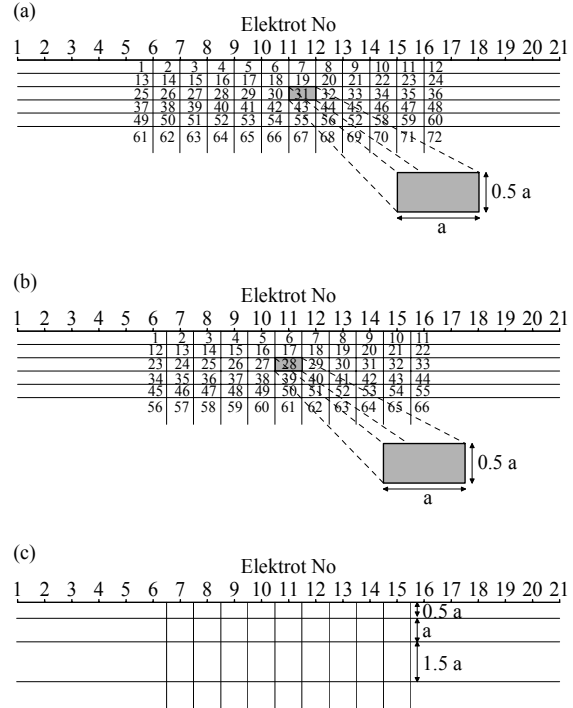 (a)
Elektrot No
1 2 3 4 5 6 7 8 9 10 11 12 13 14 15 16 17 18 19 20 21
1 2 3 4 5 6 7 8 9 10 11 12
13 14 15 16 17 18 19 20 21 22 23 24
25 26 27 28 29 30 31 32 33 34 35 36
37 38 39 40 41 42 43 44 45 46 47 48
49 50 51 52 53 54 55 56 52 58 59 60
61 62 63 64 65 66 67 68 69 70 71 72
0.5 a
a
(b)
Elektrot No
1 2 3 4 5 6 7 8 9 10 11 12 13 14 15 16 17 18 19 20 21
1 2 3 4 5 6 7 8 9 10 11
12 13 14 15 16 17 18 19 20 21 22
23 24 25 26 27 28 29 30 31 32 33
34 35 36 37 38 39 40 41 42 43 44
45 46 47 48 49 50 51 52 53 54 55
56 57 58 59 60 61 62 63 64 65 66
0.5 a
a
(c)
Elektrot No
1 2 3 4 5 6 7 8 9 10 11 12 13 14 15 16 17 18 19 20 21
0.5 a
a
1.5 a